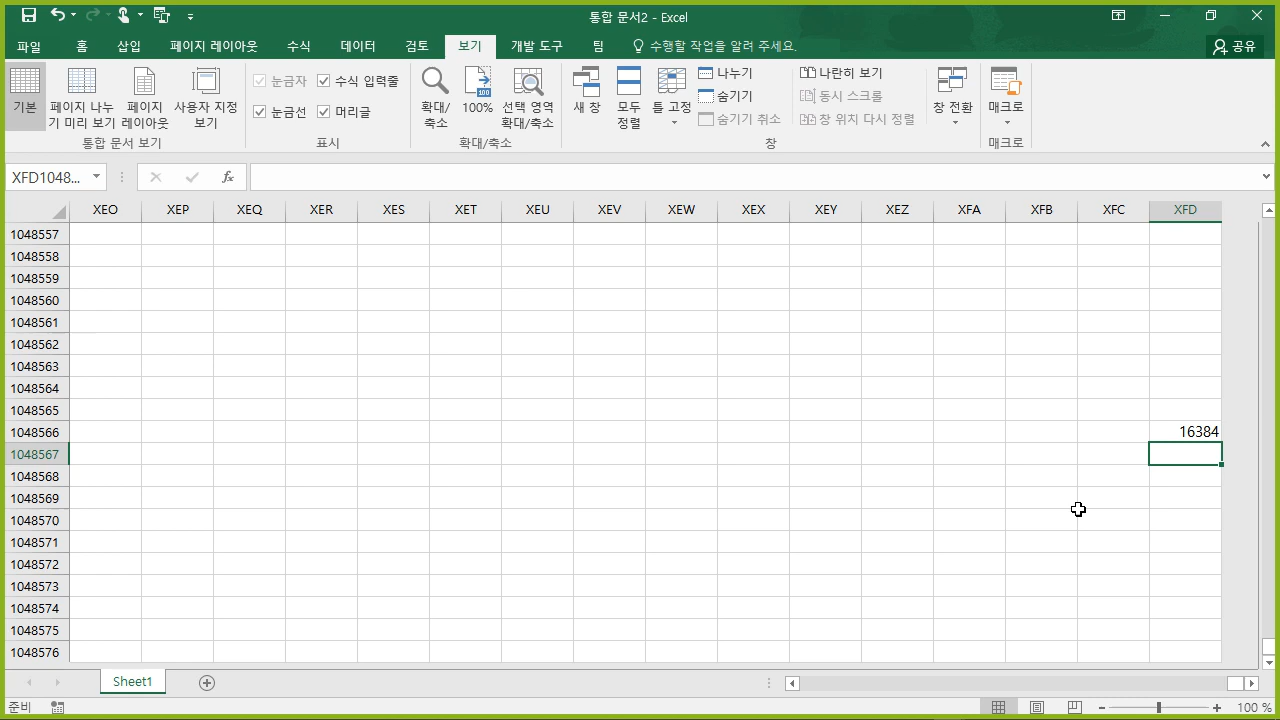 통합 문서2 - Excel
파일 홈 삽입 페이지 레이아웃 수식 데이터 검토 보기 개발 도구 팀 수행할 작업을 알려 주세요. 공유
기본
페이지 나누기 미리 보기
페이지 레이아웃
사용자 지정 보기
통합 문서 보기
눈금자 수식 입력줄
눈금선 머리글
표시
확대/축소
100
100%
선택 영역 확대/축소
확대/축소
새 창
모두 정렬
틀 고정
나누기
숨기기
숨기기 취소
나란히 보기
동시 스크롤
창 위치 다시 정렬
창 전환
창
매크로
매크로
XFD1048... fx
XEO XEP XEQ XER XES XET XEU XEV XEW XEX XEY XEZ XFA XFB XFC XFD
1048557
1048558
1048559
1048560
1048561
1048562
1048563
1048564
1048565
1048566 16384
1048567
1048568
1048569
1048570
1048571
1048572
1048573
1048574
1048575
1048576
Sheet1
준비 100 %